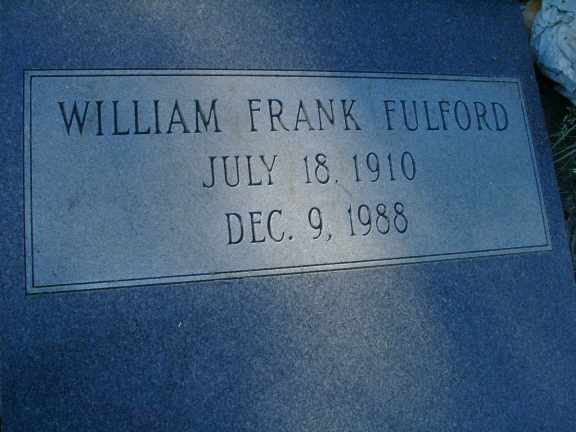 WILLIAM FRANK FULFORD
JULY 18, 1910
DEC. 9, 1988